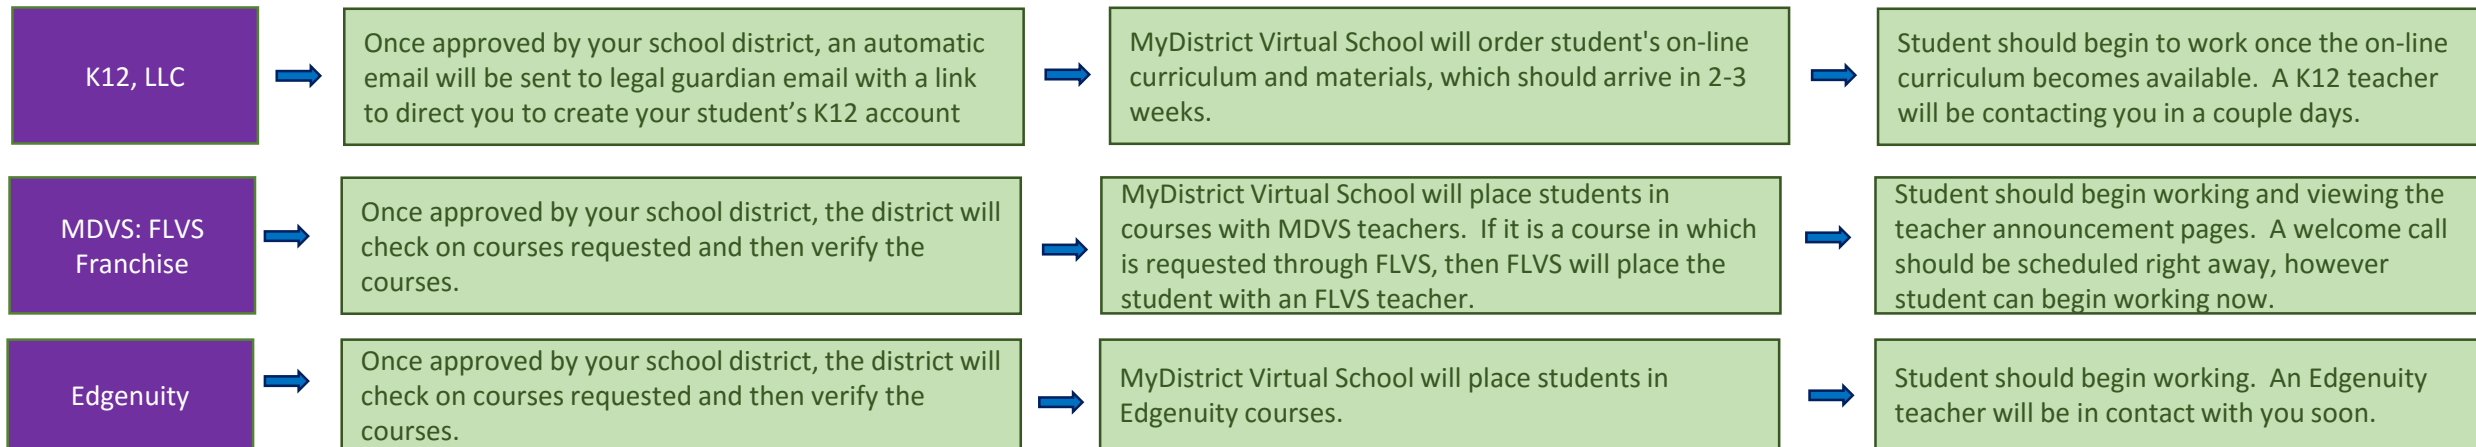 K12, LLC
Once approved by your school district, an automatic
email will be sent to legal guardian email with a link
to direct you to create your student’s K12 account
MyDistrict Virtual School will order student's on-line
curriculum and materials, which should arrive in 2-3
weeks.
Student should begin to work once the on-line
curriculum becomes available.  A K12 teacher
will be contacting you in a couple days.
MDVS: FLVS
Franchise
Once approved by your school district, the district will
check on courses requested and then verify the
courses.
MyDistrict Virtual School will place students in
courses with MDVS teachers.  If it is a course in which
is requested through FLVS, then FLVS will place the
student with an FLVS teacher.
Student should begin working and viewing the
teacher announcement pages.  A welcome call
should be scheduled right away, however
student can begin working now.
Edgenuity
Once approved by your school district, the district will
check on courses requested and then verify the
courses.
MyDistrict Virtual School will place students in
Edgenuity courses.
Student should begin working.  An Edgenuity
teacher will be in contact with you soon.